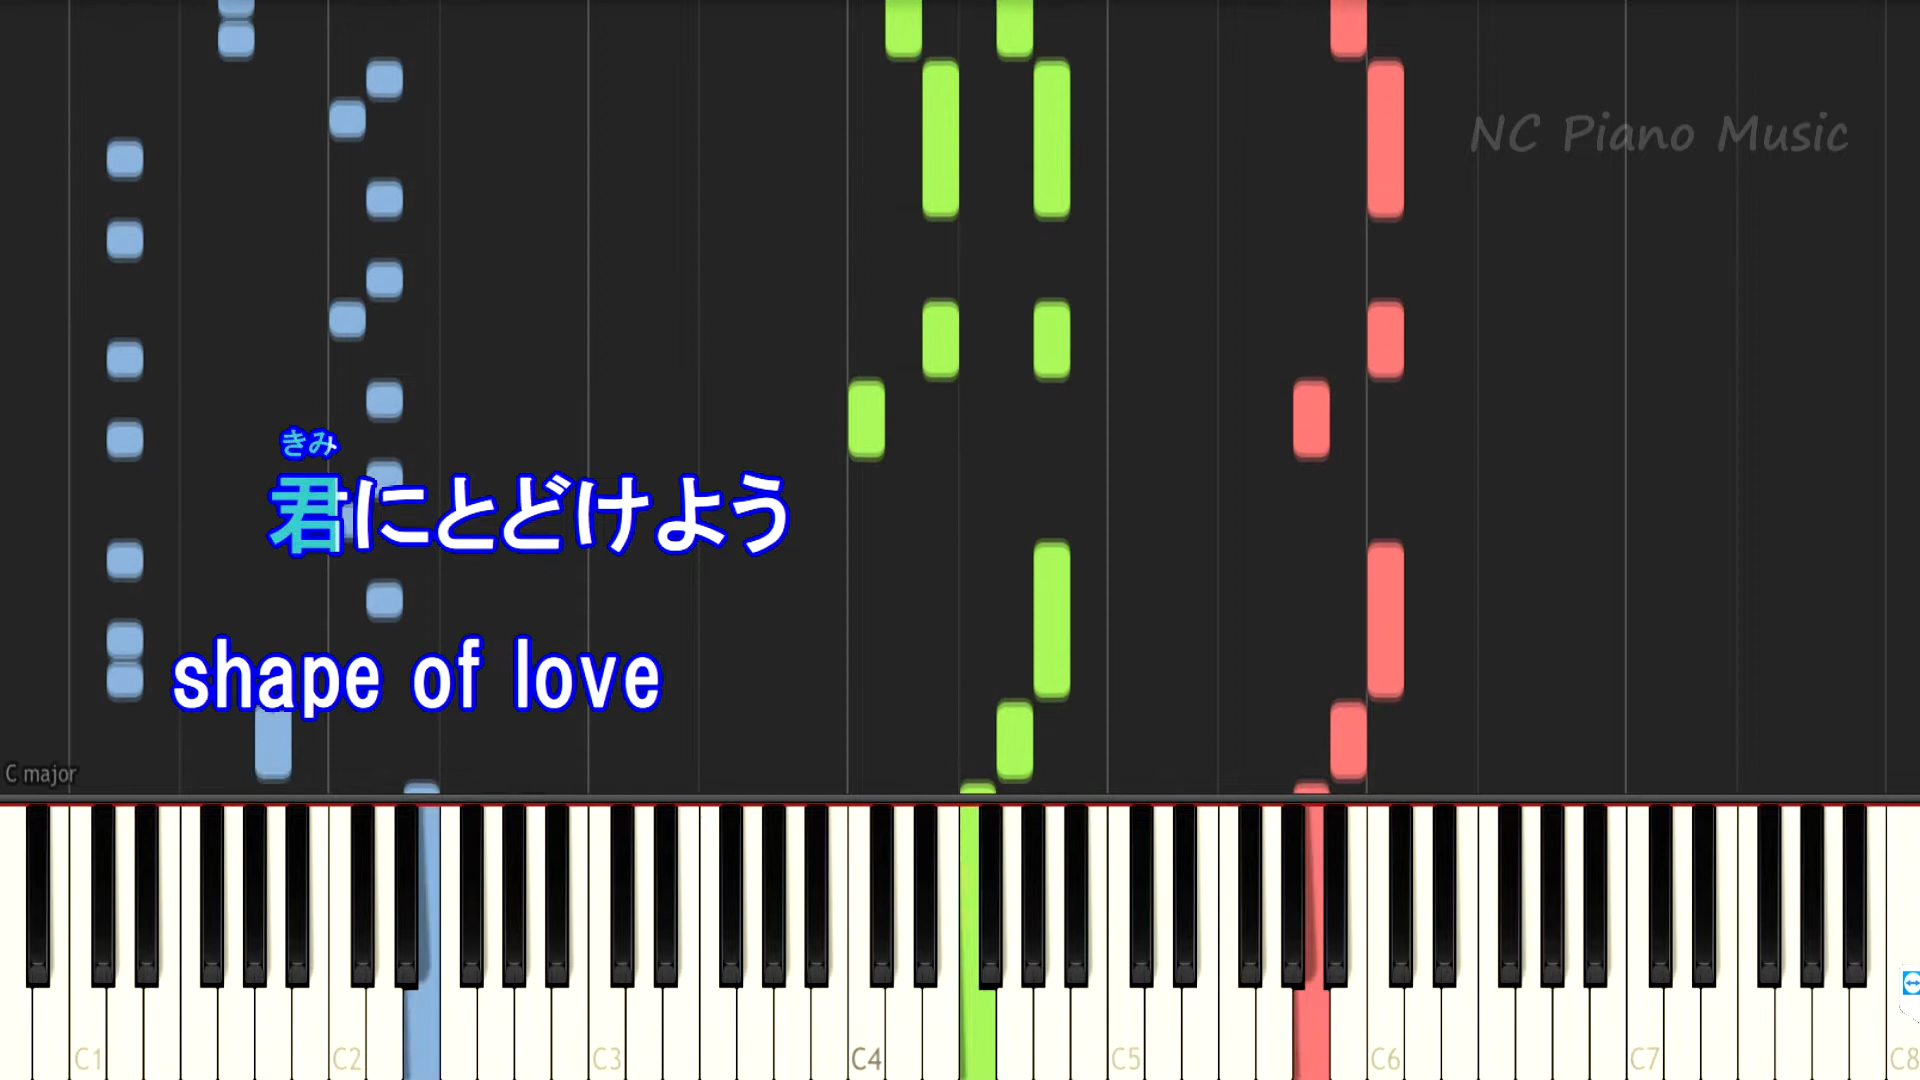 NC Piano Music
きみ
君にとどけよう
shape of love
C major
C1 C2 C3 C4 C5 C6 C7 C8